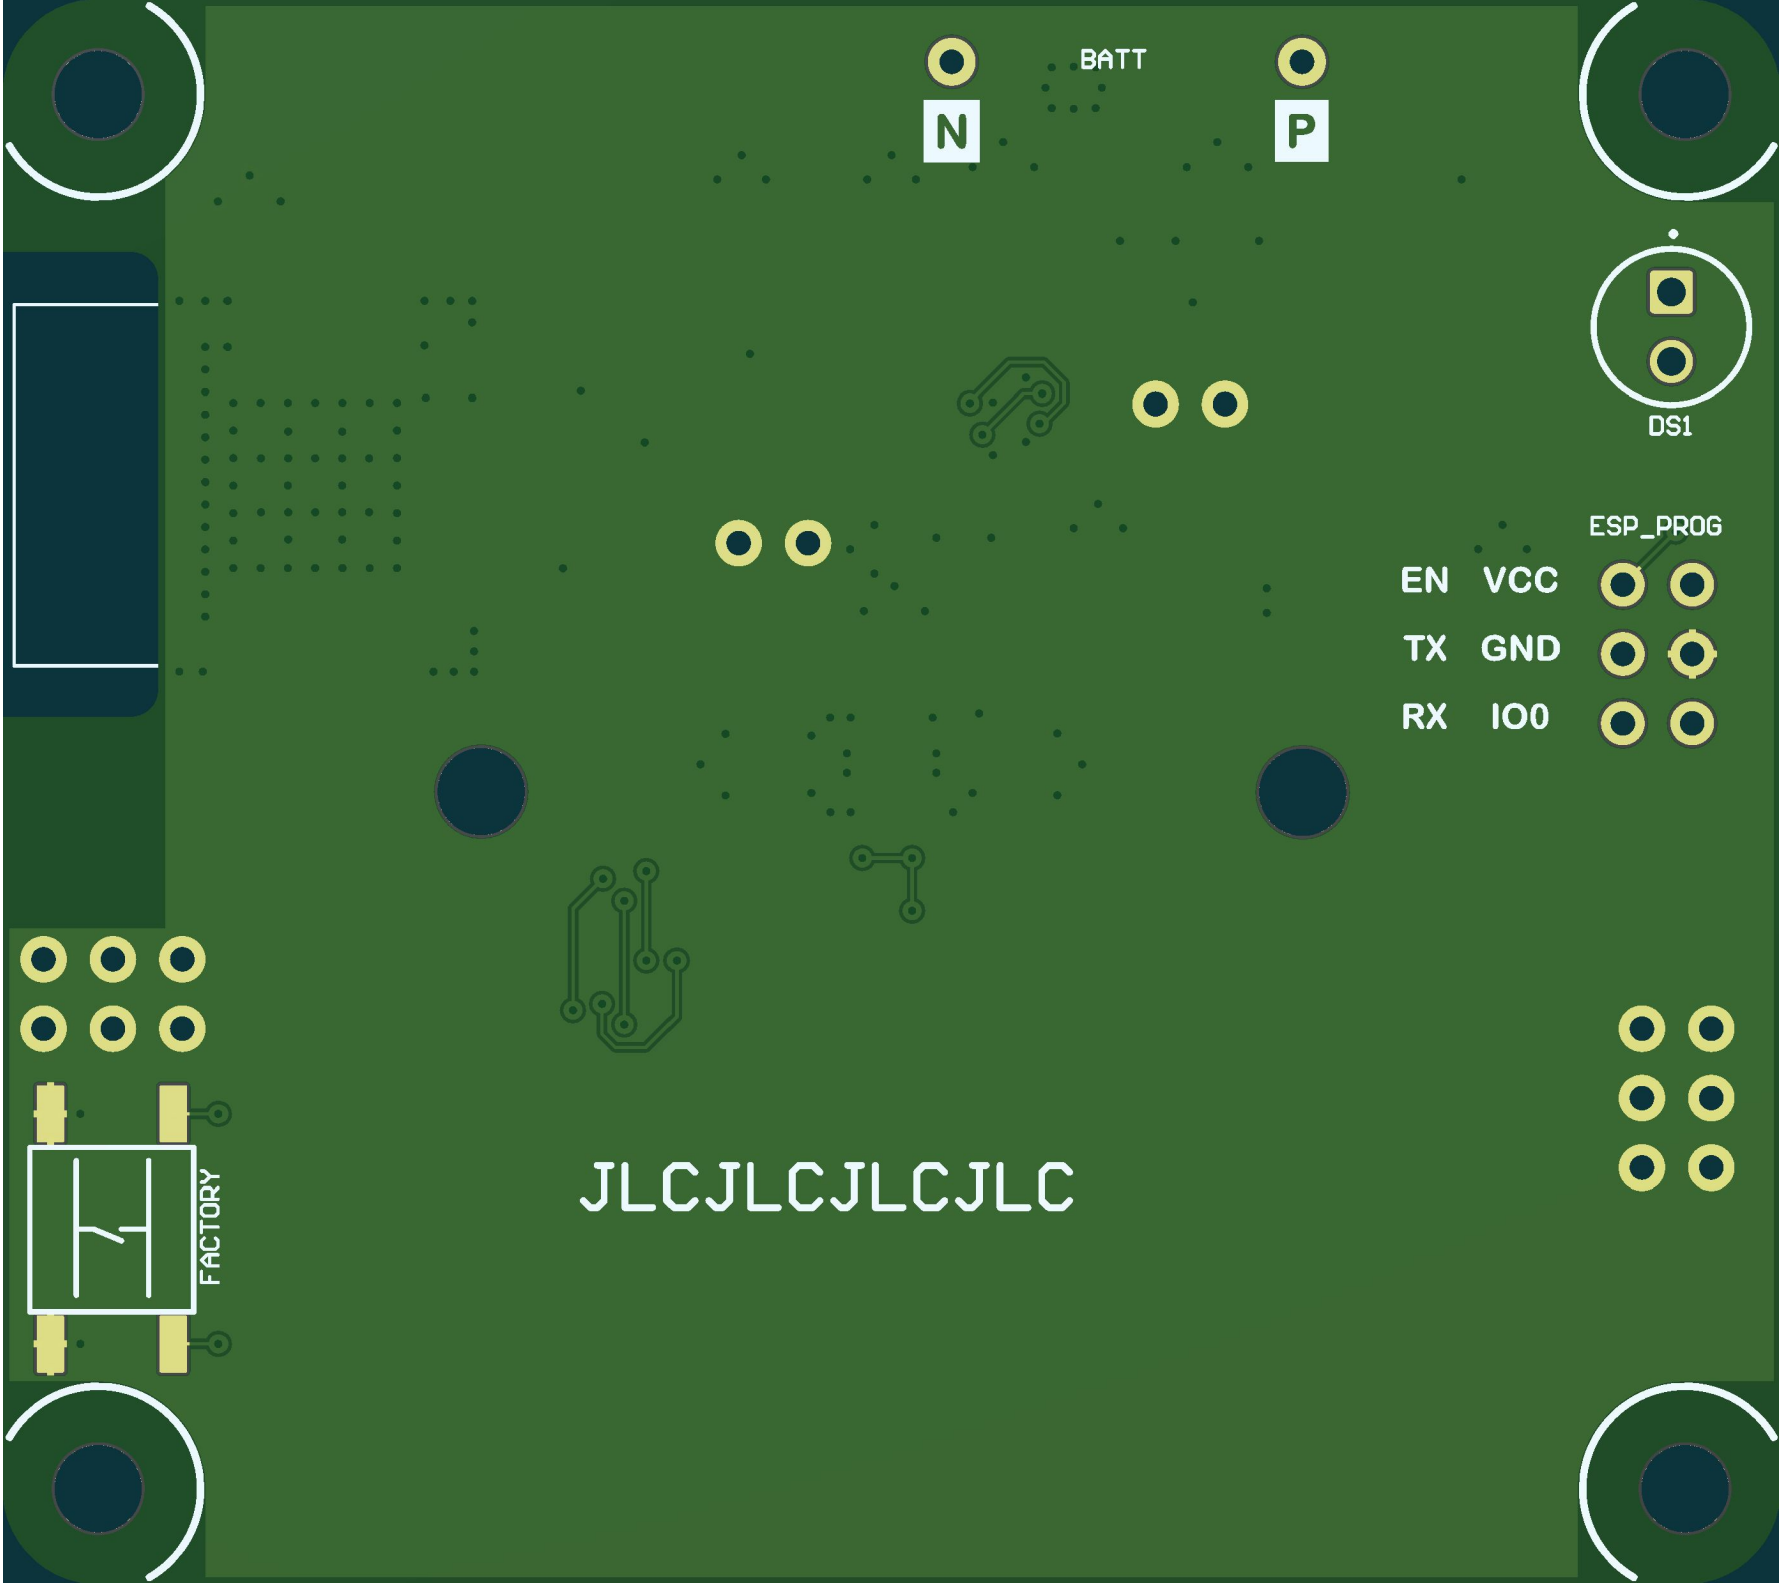 BATT
N P
DS1
ESP_PROG
EN VCC
TX GND
RX IO0
JLCJLCJLCJLC
FACTORY